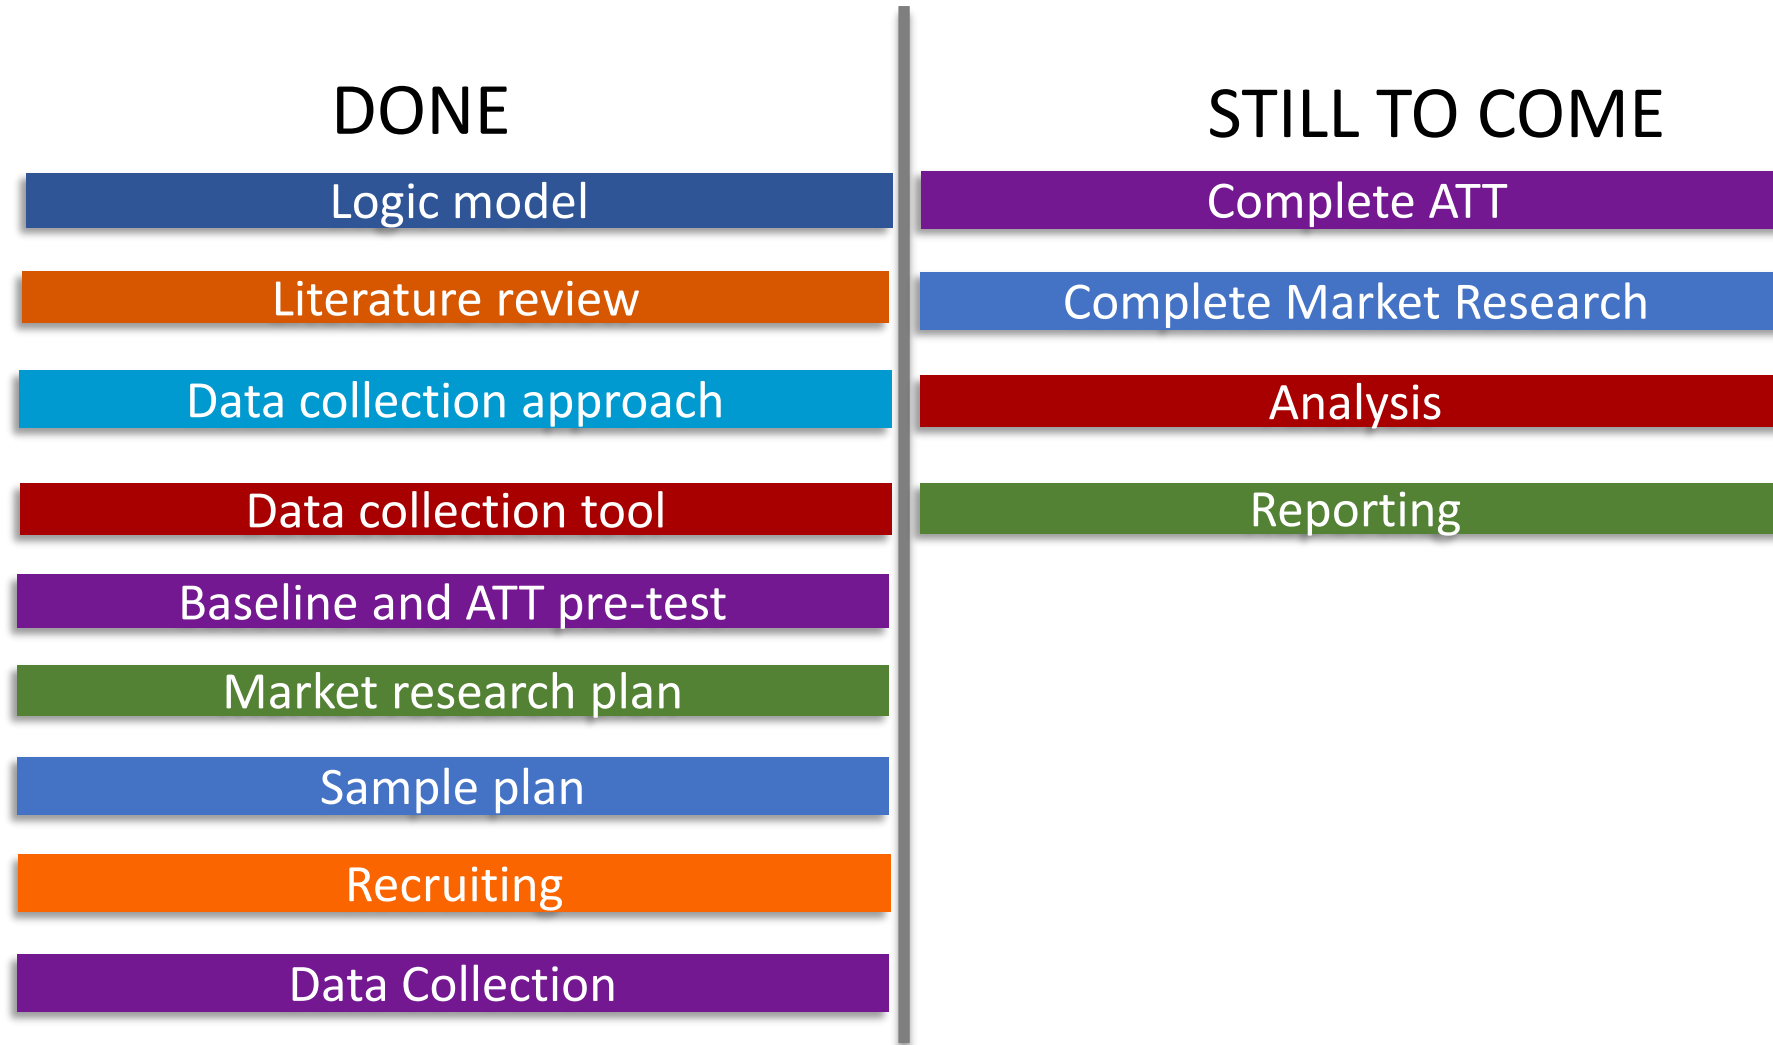 DONE
Logic model
Literature review
Data collection approach
Data collection tool
Baseline and ATT pre-test
Market research plan
Sample plan
Recruiting
Data Collection
STILL TO COME
Complete ATT
Complete Market Research
Analysis
Reporting